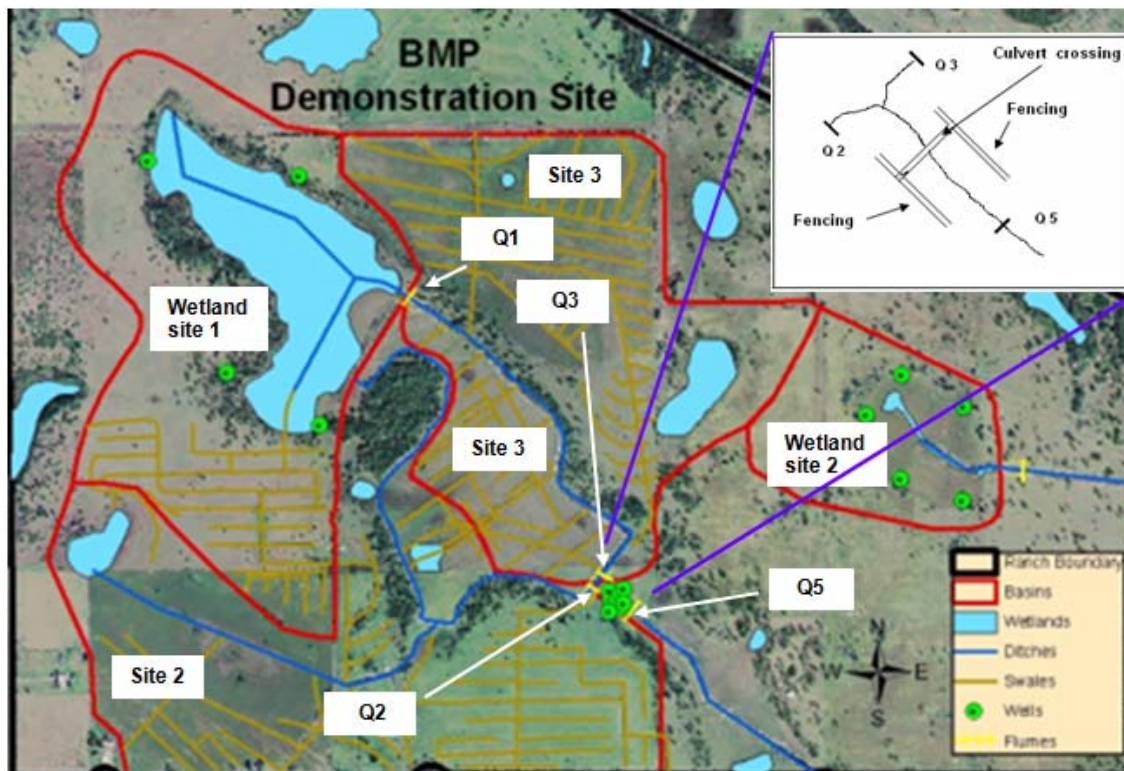 BMP
Demonstration Site
Site 3
Q1
Q3
Wetland
site 1
Site 3
Wetland
site 2
Q5
Site 2
Q2
Q 3
Culvert crossing
Fencing
Q 2
Q 5
Fencing
N
W
E
S
Ranch Boundary
Basins
Wetlands
Ditches
Swales
Wells
Flumes